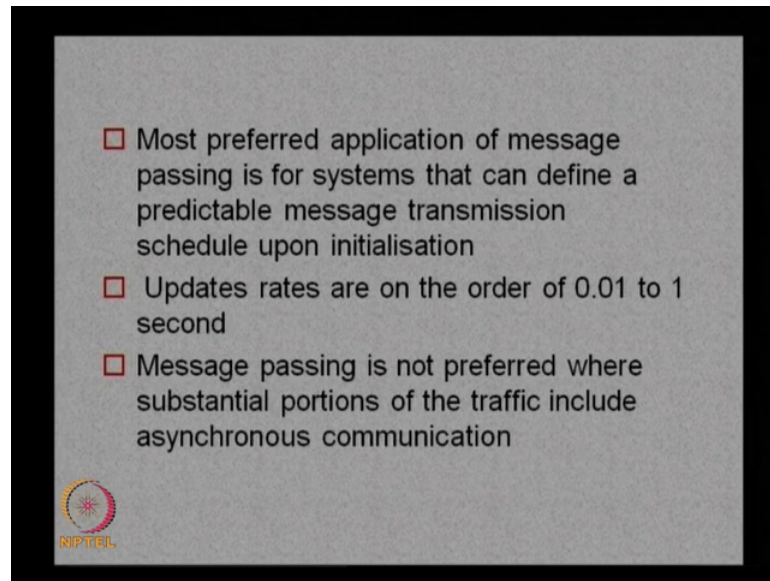 Most preferred application of message
passing is for systems that can define a
predictable message transmission
schedule upon initialisation
Updates rates are on the order of 0.01 to 1
second
Message passing is not preferred where
substantial portions of the traffic include
asynchronous communication
NPTEL